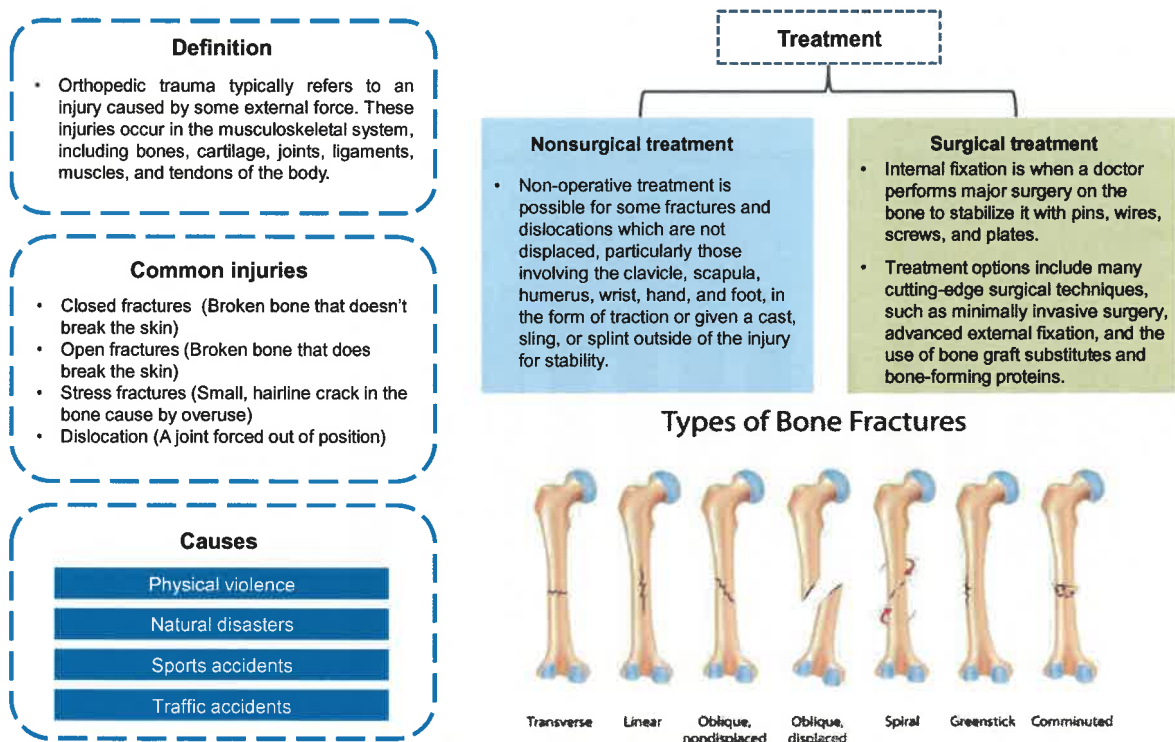 Definition
• Orthopedic trauma typically refers to an
injury caused by some external force. These
injuries occur in the musculoskeletal system,
including bones, cartilage, joints, ligaments,
muscles, and tendons of the body.
Common injuries
• Closed fractures (Broken bone that doesn't
break the skin)
• Open fractures (Broken bone that does
break the skin)
• Stress fractures (Small, hairline crack in the
bone cause by overuse)
• Dislocation (A joint forced out of position)
Causes
Physical violence
Natural disasters
Sports accidents
Traffic accidents
Treatment
Nonsurgical treatment
• Non-operative treatment is
possible for some fractures and
dislocations which are not
displaced, particularly those
involving the clavicle, scapula,
humerus, wrist, hand, and foot, in
the form of traction or given a cast,
sling, or splint outside of the injury
for stability.
Surgical treatment
• Internal fixation is when a doctor
performs major surgery on the
bone to stabilize it with pins, wires,
screws, and plates.
• Treatment options include many
cutting-edge surgical techniques,
such as minimally invasive surgery,
advanced external fixation, and the
use of bone graft substitutes and
bone-forming proteins.
Types of Bone Fractures
Transverse
Linear
Oblique,
nondisplaced
Oblique,
displaced
Spiral
Greenstick
Comminuted